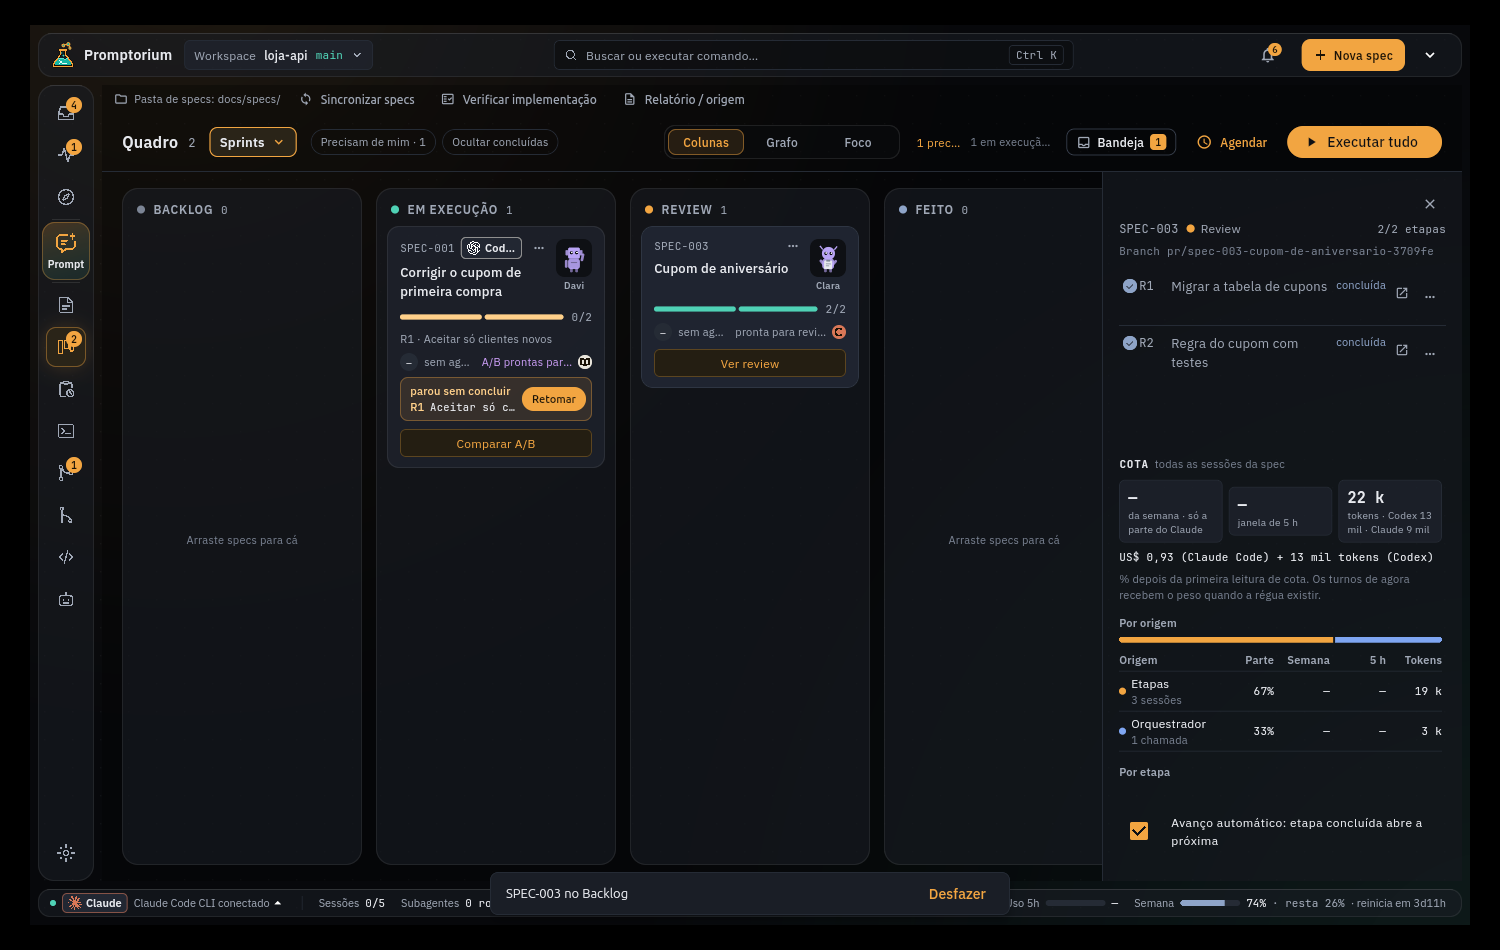 Promptorium
Workspace loja-api main
Buscar ou executar comando...
Ctrl K
6
Nova spec
Pasta de specs: docs/specs/
Sincronizar specs
Verificar implementação
Relatório / origem
Quadro 2
Sprints
Precisam de mim · 1
Ocultar concluídas
Colunas
Grafo
Foco
1 prec...
1 em execuçã...
Bandeja 1
Agendar
Executar tudo
4
1
Prompt
2
1
BACKLOG 0
Arraste specs para cá
EM EXECUÇÃO 1
SPEC-001
Cod...
Corrigir o cupom de
primeira compra
Davi
0/2
R1 · Aceitar só clientes novos
– sem ag...
A/B prontas par...
parou sem concluir
R1 Aceitar só c…
Retomar
Comparar A/B
REVIEW 1
SPEC-003
Cupom de aniversário
Clara
2/2
– sem ag...
pronta para revi...
Ver review
FEITO 0
Arraste specs para cá
SPEC-003 Review
2/2 etapas
Branch pr/spec-003-cupom-de-aniversario-3709fe
R1 Migrar a tabela de cupons concluída
R2 Regra do cupom com
testes
concluída
COTA todas as sessões da spec
–
da semana · só a
parte do Claude
–
janela de 5 h
22 k
tokens · Codex 13
mil · Claude 9 mil
US$ 0,93 (Claude Code) + 13 mil tokens (Codex)
% depois da primeira leitura de cota. Os turnos de agora
recebem o peso quando a régua existir.
Por origem
Origem Parte Semana 5 h Tokens
Etapas 67% – – 19 k
3 sessões
Orquestrador 33% – – 3 k
1 chamada
Por etapa
Avanço automático: etapa concluída abre a
próxima
Claude
Claude Code CLI conectado
Sessões 0/5
Subagentes 0 ro
SPEC-003 no Backlog
Desfazer
Uso 5h –
Semana 74% · resta 26% · reinicia em 3d11h